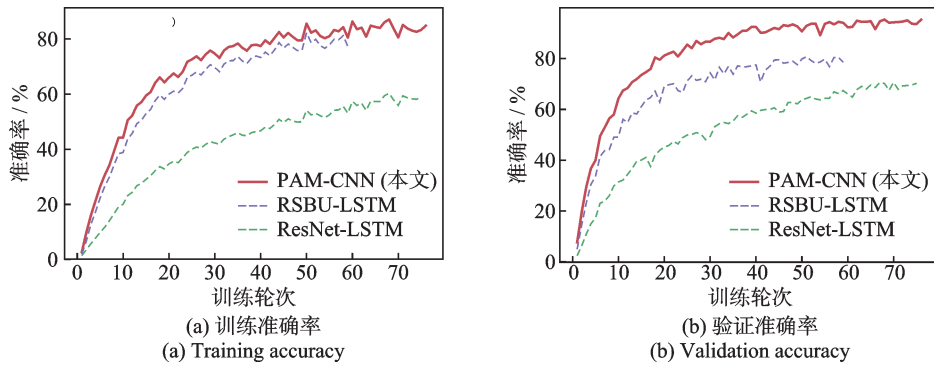 80
60
40
20
0
准确率 / %
PAM-CNN (本文)
RSBU-LSTM
ResNet-LSTM
0 10 20 30 40 50 60 70
训练轮次
(a) 训练准确率
(a) Training accuracy
80
60
40
20
0
准确率 / %
PAM-CNN (本文)
RSBU-LSTM
ResNet-LSTM
0 10 20 30 40 50 60 70
训练轮次
(b) 验证准确率
(b) Validation accuracy